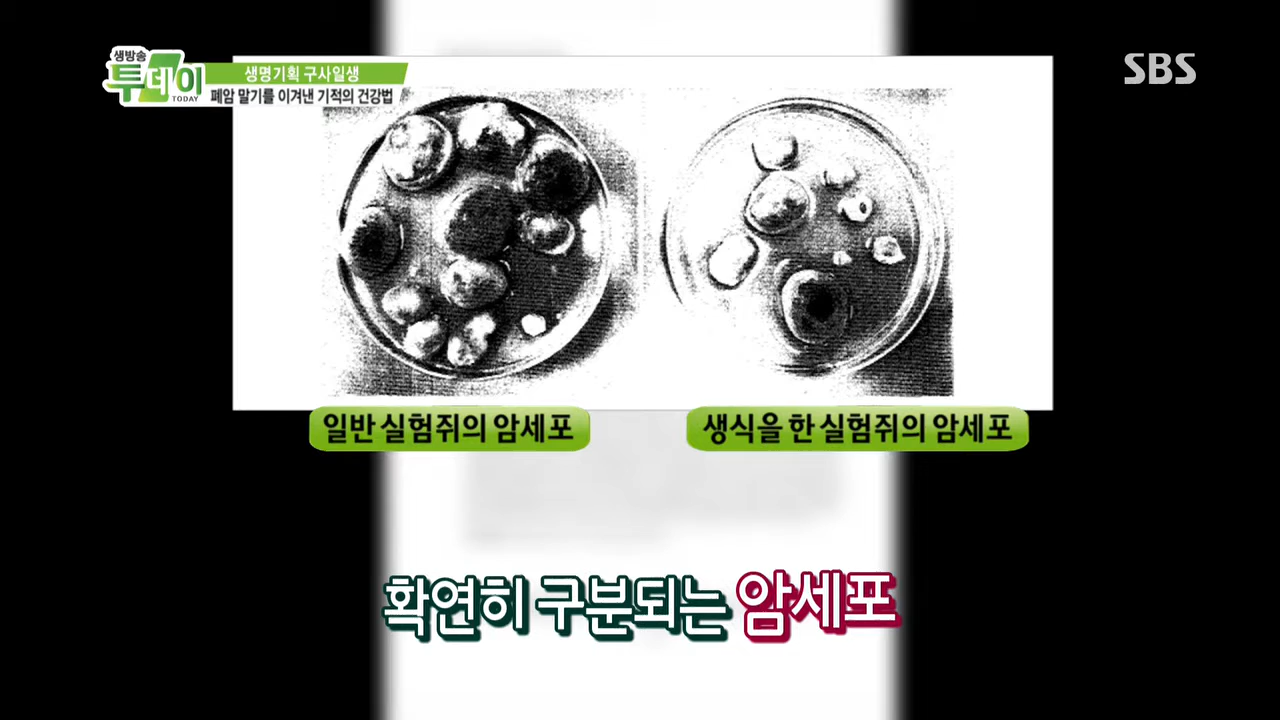 생방송
투데이
TODAY
생명기획 구사일생
폐암 말기를 이겨낸 기적의 건강법
SBS
일반 실험쥐의 암세포
생식을 한 실험쥐의 암세포
확연히 구분되는 암세포